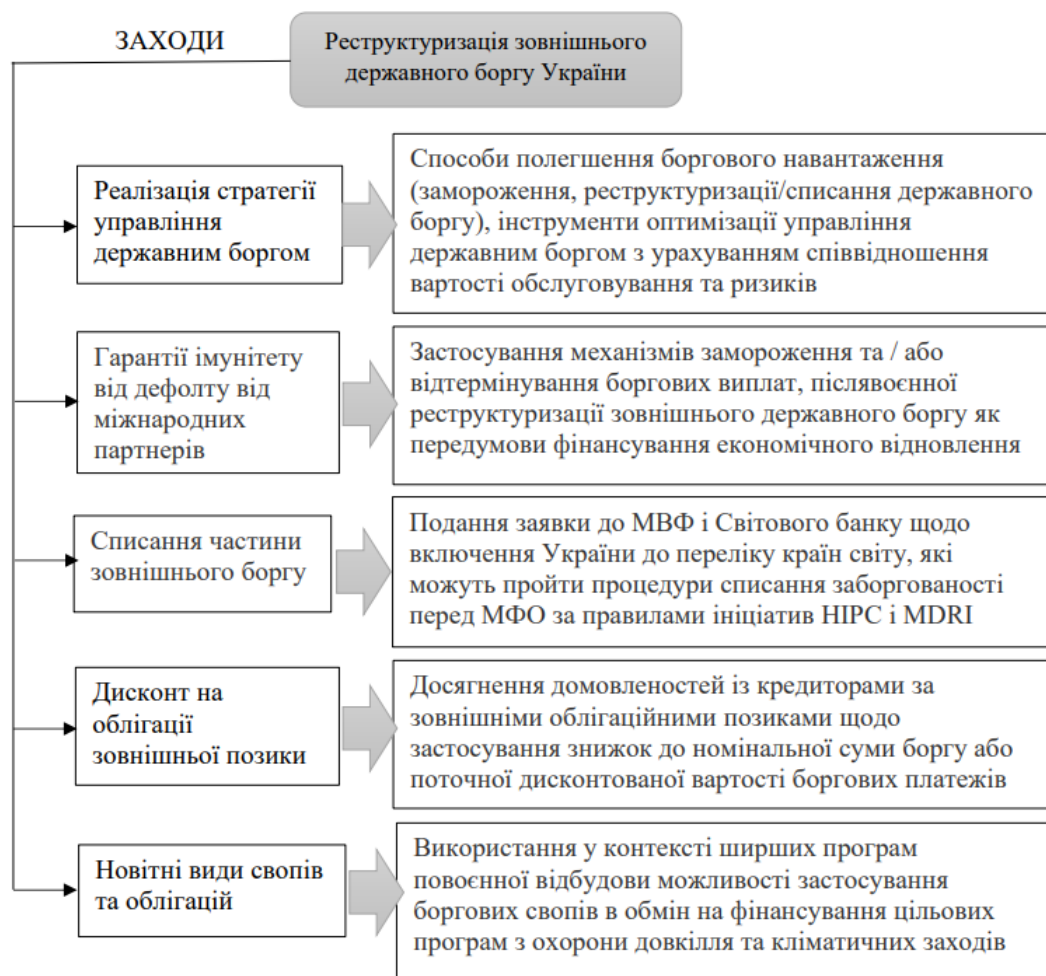 ЗАХОДИ
Реструктуризація зовнішнього
державного боргу України
Реалізація стратегії
управління
державним боргом
Способи полегшення боргового навантаження
(замороження, реструктуризації/списання державного
боргу), інструменти оптимізації управління
державним боргом з урахуванням співвідношення
вартості обслуговування та ризиків
Гарантії імунітету
від дефолту від
міжнародних
партнерів
Застосування механізмів замороження та / або
відтермінування боргових виплат, післявоєнної
реструктуризації зовнішнього державного боргу як
передумови фінансування економічного відновлення
Списання частини
зовнішнього боргу
Подання заявки до МВФ і Світового банку щодо
включення України до переліку країн світу, які
можуть пройти процедури списання заборгованості
перед МФО за правилами ініціатив HIPC і MDRI
Дисконт на
облігації
зовнішньої позики
Досягнення домовленостей із кредиторами за
зовнішніми облігаційними позиками щодо
застосування знижок до номінальної суми боргу або
поточної дисконтованої вартості боргових платежів
Новітні види свопів
та облігацій
Використання у контексті ширших програм
повоєнної відбудови можливості застосування
боргових свопів в обмін на фінансування цільових
програм з охорони довкілля та кліматичних заходів